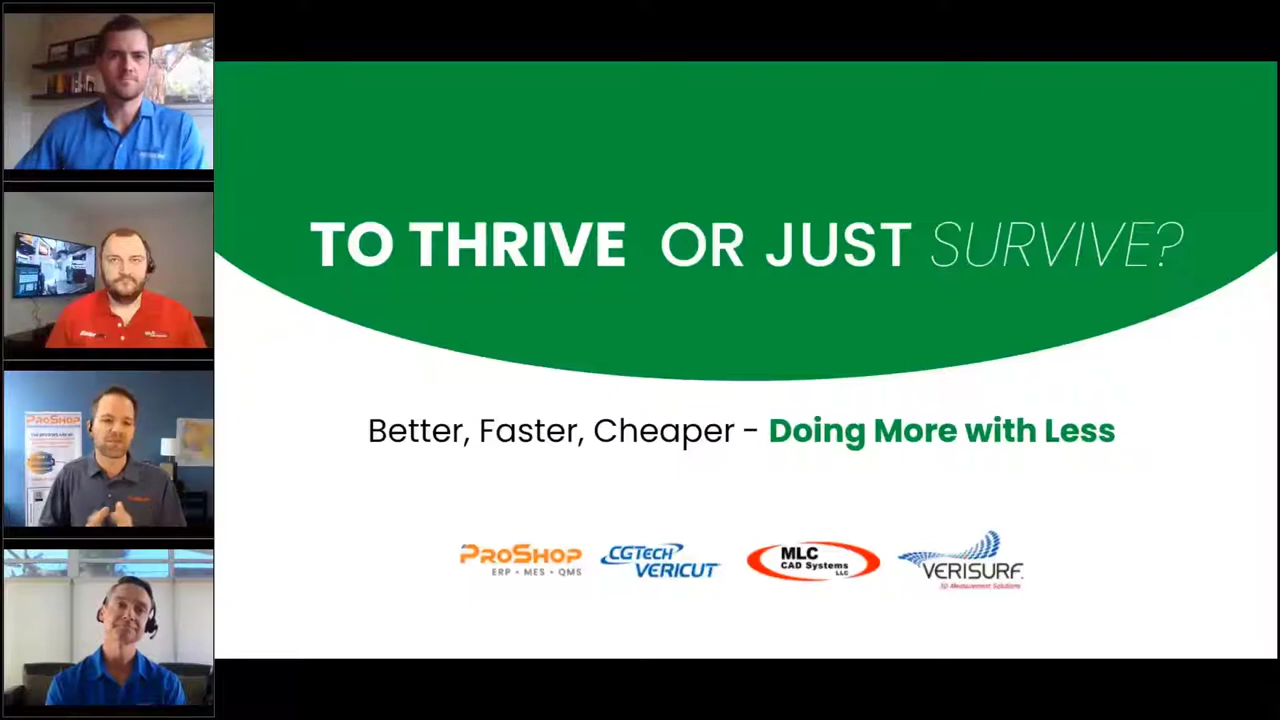 TO THRIVE OR JUST SURVIVE?
Better, Faster, Cheaper - Doing More with Less
PROSHOP
ERP • MES • QMS
CGTECH
VERICUT
MLC
CAD Systems
LLC
VERISURF
3D Measurement Solutions
PROSHOP